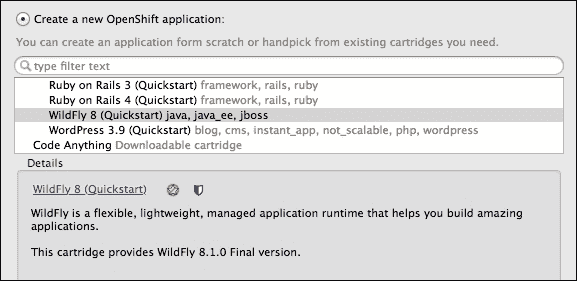 Create a new OpenShift application:
You can create an application form scratch or handpick from existing cartridges you need.
type filter text
Ruby on Rails 3 (Quickstart) framework, rails, ruby
Ruby on Rails 4 (Quickstart) framework, rails, ruby
WildFly 8 (Quickstart) java, java_ee, jboss
WordPress 3.9 (Quickstart) blog, cms, instant_app, not_scalable, php, wordpress
Code Anything Downloadable cartridge
Details
WildFly 8 (Quickstart)
WildFly is a flexible, lightweight, managed application runtime that helps you build amazing
applications.
This cartridge provides WildFly 8.1.0 Final version.